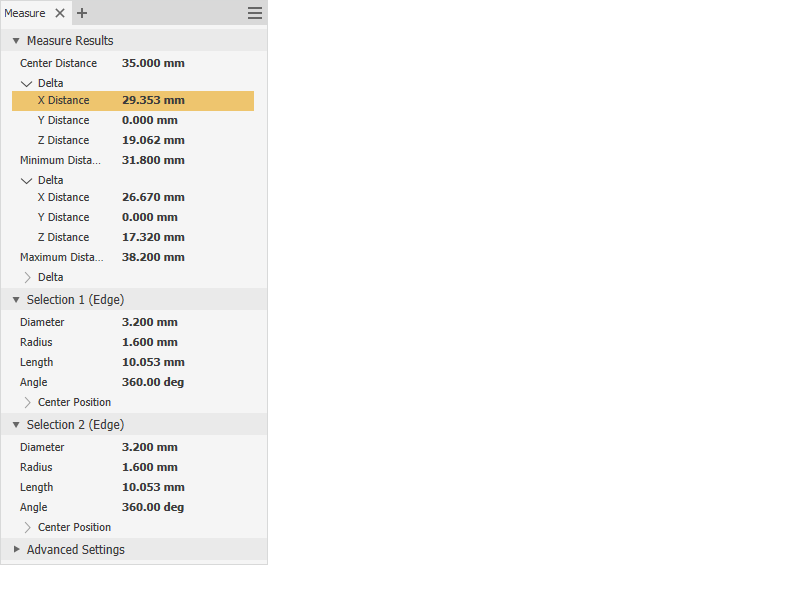 Measure
Measure Results
Center Distance 35.000 mm
Delta
X Distance 29.353 mm
Y Distance 0.000 mm
Z Distance 19.062 mm
Minimum Dista... 31.800 mm
Delta
X Distance 26.670 mm
Y Distance 0.000 mm
Z Distance 17.320 mm
Maximum Dista... 38.200 mm
Delta
Selection 1 (Edge)
Diameter 3.200 mm
Radius 1.600 mm
Length 10.053 mm
Angle 360.00 deg
Center Position
Selection 2 (Edge)
Diameter 3.200 mm
Radius 1.600 mm
Length 10.053 mm
Angle 360.00 deg
Center Position
Advanced Settings